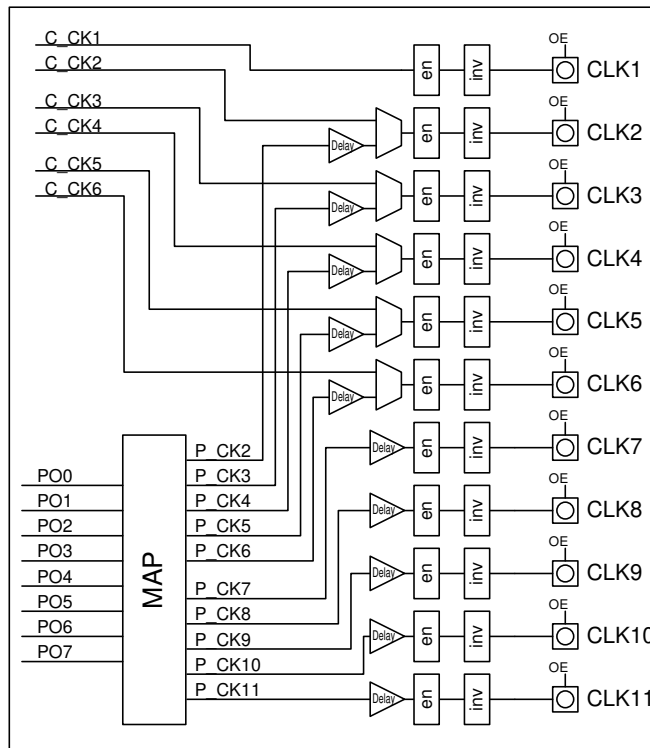 C_CK1
C_CK2
C_CK3
C_CK4
C_CK5
C_CK6
OE
en
inv
CLK1
OE
Delay
en
inv
CLK2
OE
Delay
en
inv
CLK3
OE
Delay
en
inv
CLK4
OE
Delay
en
inv
CLK5
OE
Delay
en
inv
CLK6
OE
Delay
en
inv
CLK7
OE
Delay
en
inv
CLK8
OE
Delay
en
inv
CLK9
OE
Delay
en
inv
CLK10
OE
Delay
en
inv
CLK11
PO0
PO1
PO2
PO3
PO4
PO5
PO6
PO7
MAP
P_CK2
P_CK3
P_CK4
P_CK5
P_CK6
P_CK7
P_CK8
P_CK9
P_CK10
P_CK11